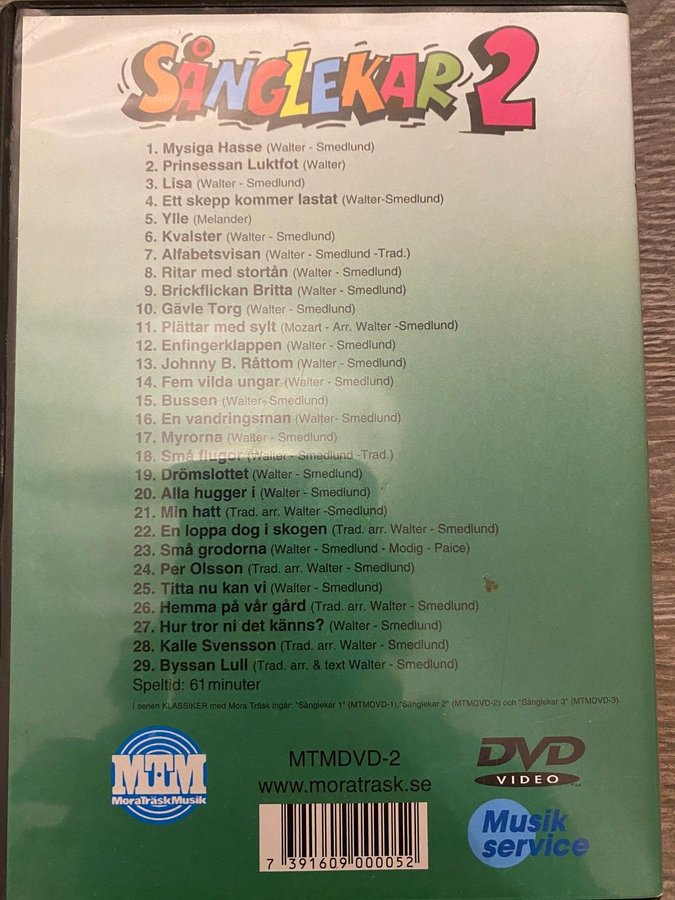 SÅNGLEKAR 2
1. Mysiga Hasse (Walter - Smedlund)
2. Prinsessan Luktfot (Walter)
3. Lisa (Walter - Smedlund)
4. Ett skepp kommer lastat (Walter-Smedlund)
5. Ylle (Melander)
6. Kvalster (Walter - Smedlund)
7. Alfabetsvisan (Walter - Smedlund -Trad.)
8. Ritar med stortån (Walter - Smedlund)
9. Brickflickan Britta (Walter - Smedlund)
10. Gävle Torg (Walter - Smedlund)
11. Plättar med sylt (Mozart - Arr. Walter -Smedlund)
12. Enfingerklappen (Walter - Smedlund)
13. Johnny B. Råttom (Walter - Smedlund)
14. Fem vilda ungar (Walter - Smedlund)
15. Bussen (Walter- Smedlund)
16. En vandringsman (Walter- Smedlund)
17. Myrorna (Walter - Smedlund)
18. Små flugor (Walter - Smedlund -Trad.)
19. Drömslottet (Walter - Smedlund)
20. Alla hugger i (Walter - Smedlund)
21. Min hatt (Trad. arr. Walter -Smedlund)
22. En loppa dog i skogen (Trad. arr. Walter - Smedlund)
23. Små grodorna (Walter - Smedlund - Modig - Paice)
24. Per Olsson (Trad. arr. Walter - Smedlund)
25. Titta nu kan vi (Walter - Smedlund)
26. Hemma på vår gård (Trad. arr. Walter - Smedlund)
27. Hur tror ni det känns? (Walter - Smedlund)
28. Kalle Svensson (Trad. arr. Walter - Smedlund)
29. Byssan Lull (Trad. arr. & text Walter - Smedlund)
Speltid: 61 minuter
I serien KLASSIKER med Mora Träsk ingår: "Sånglekar 1" (MTMDVD-1),"Sånglekar 2" (MTMDVD-2) och "Sånglekar 3" (MTMDVD-3)
MTM
MoraTräskMusik
MTMDVD-2
www.moratrask.se
7 391609 000052
DVD
VIDEO
Musik
service